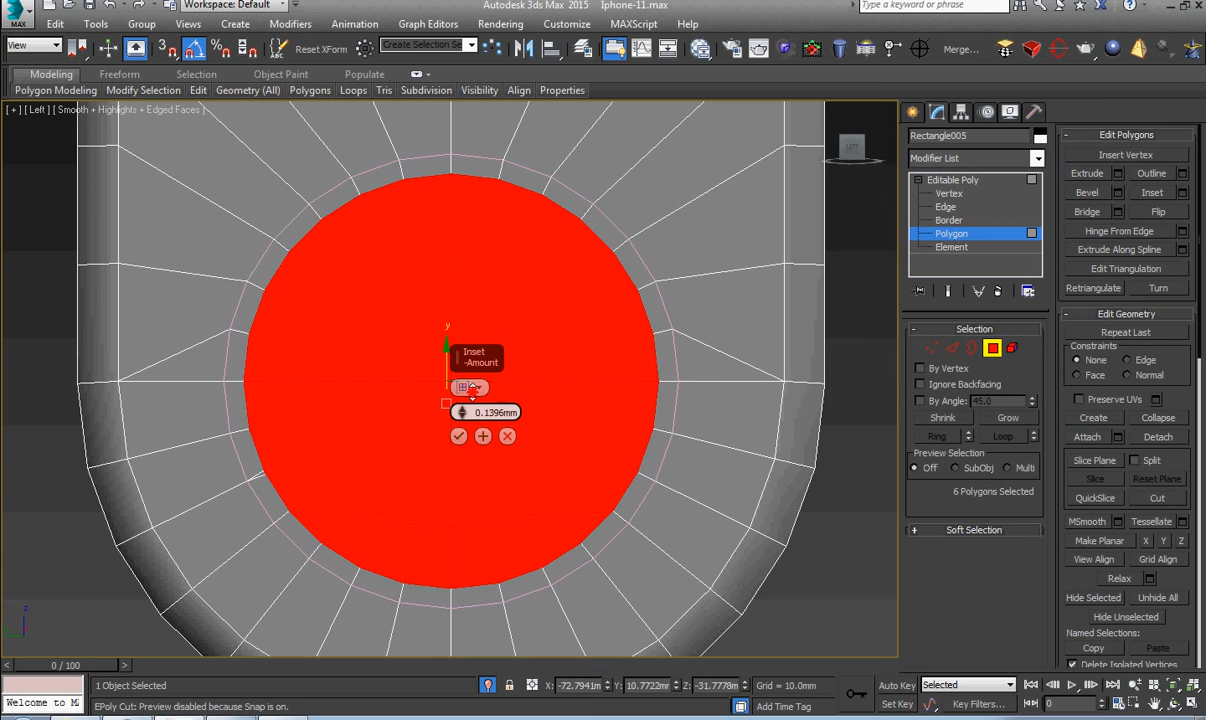 Workspace: Default
Autodesk 3ds Max 2015 Iphone-11.max
MAX
Edit Tools Group Views Create Modifiers Animation Graph Editors Rendering Customize MAXScript Help
View
3
Reset XForm
Create Selection Se
Merge...
Modeling Freeform Selection Object Paint Populate
Polygon Modeling Modify Selection Edit Geometry (All) Polygons Loops Tris Subdivision Visibility Align Properties
[ + ] [ Left ] [ Smooth + Highlights + Edged Faces ]
Rectangle005
Modifier List
Editable Poly
Vertex
Edge
Border
Polygon
Element
Selection
By Vertex
Ignore Backfacing
By Angle: 45.0
Shrink Grow
Ring Loop
Preview Selection
Off SubObj Multi
6 Polygons Selected
Soft Selection
Edit Polygons
Insert Vertex
Extrude Outline
Bevel Inset
Bridge Flip
Hinge From Edge
Extrude Along Spline
Edit Triangulation
Retriangulate Turn
Edit Geometry
Repeat Last
Constraints
None Edge
Face Normal
Preserve UVs
Create Collapse
Attach Detach
Slice Plane Split
Slice Reset Plane
QuickSlice Cut
MSmooth Tessellate
Make Planar X Y Z
View Align Grid Align
Relax
Hide Selected Unhide All
Hide Unselected
Named Selections:
Copy Paste
Delete Isolated Vertices
y
Inset
-Amount
0.1396mm
z
0 / 100
1 Object Selected
X: -72.7941m Y: 10.7722m Z: -31.7778m Grid = 10.0mm
Auto Key Selected
Welcome to M
EPoly Cut: Preview disabled because Snap is on.
Add Time Tag
Set Key Key Filters... 0